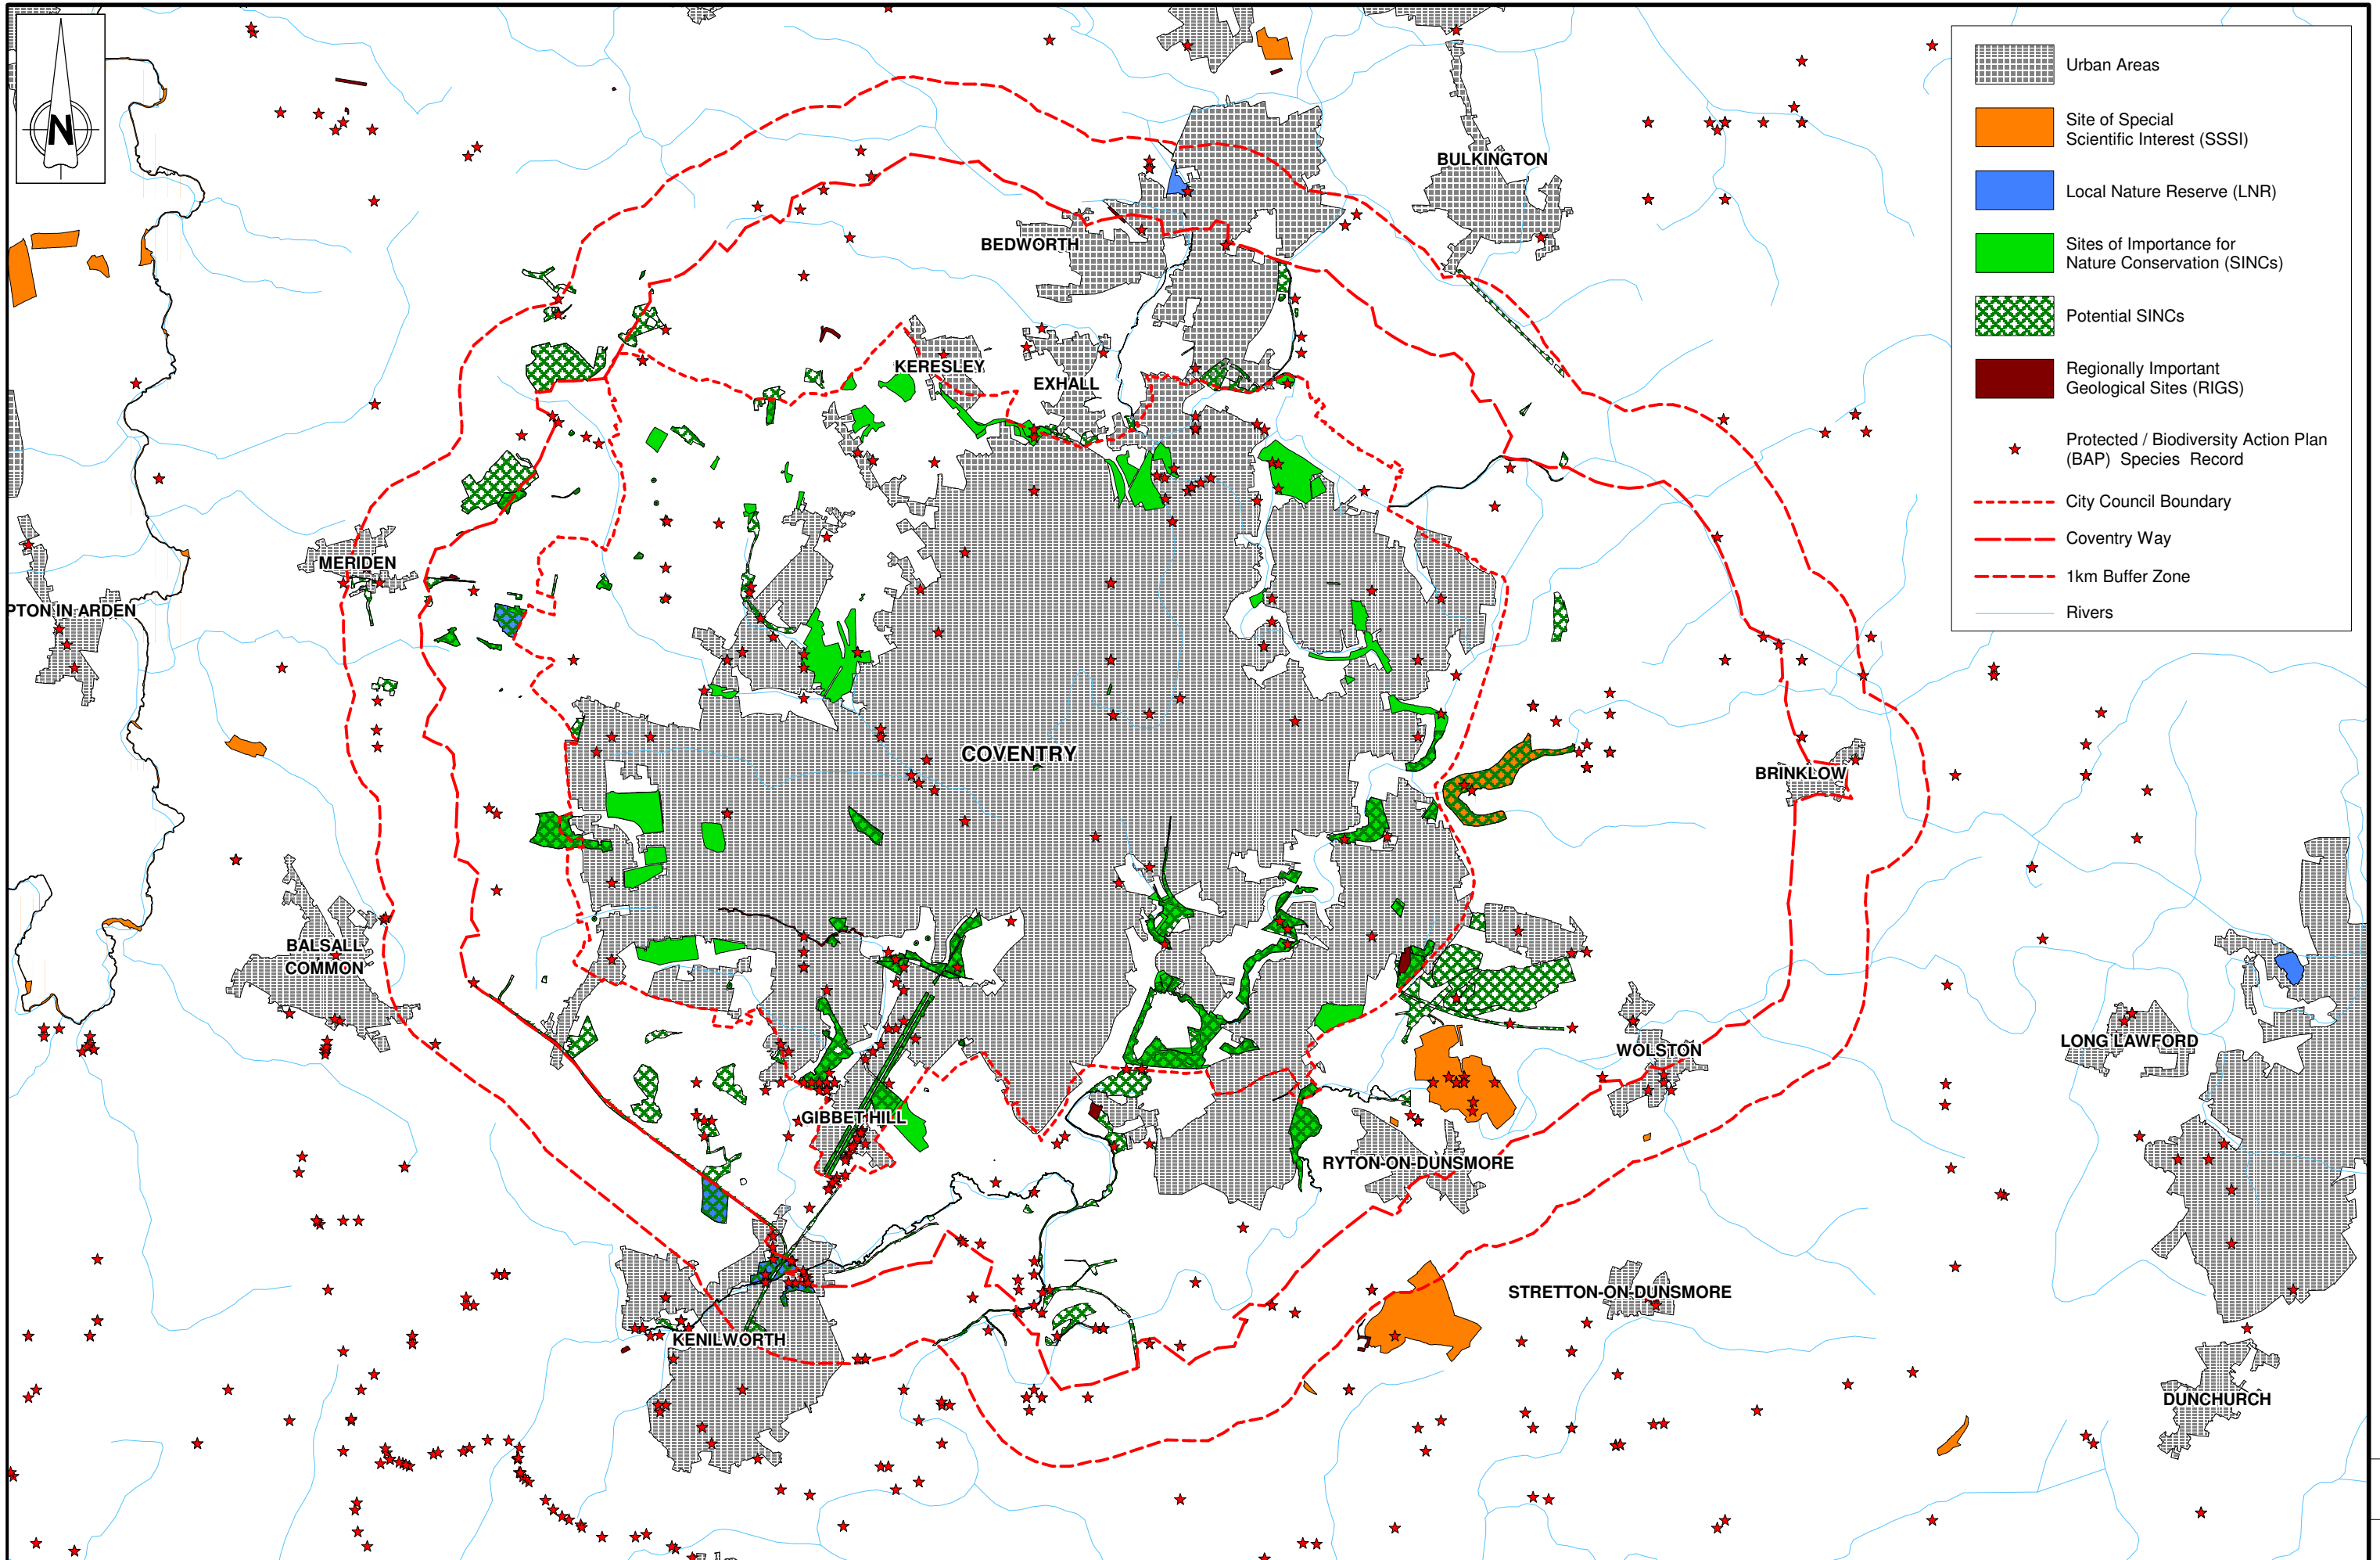 N
BULKINGTON
BEDWORTH
KERESLEY
EXHALL
MERIDEN
PTON IN ARDEN
COVENTRY
BRINKLOW
BALSALL
COMMON
WOLSTON
LONG LAWFORD
GIBBET HILL
RYTON-ON-DUNSMORE
STRETTON-ON-DUNSMORE
KENILWORTH
DUNCHURCH
Urban Areas
Site of Special
Scientific Interest (SSSI)
Local Nature Reserve (LNR)
Sites of Importance for
Nature Conservation (SINCs)
Potential SINCs
Regionally Important
Geological Sites (RIGS)
Protected / Biodiversity Action Plan
(BAP) Species Record
City Council Boundary
Coventry Way
1km Buffer Zone
Rivers